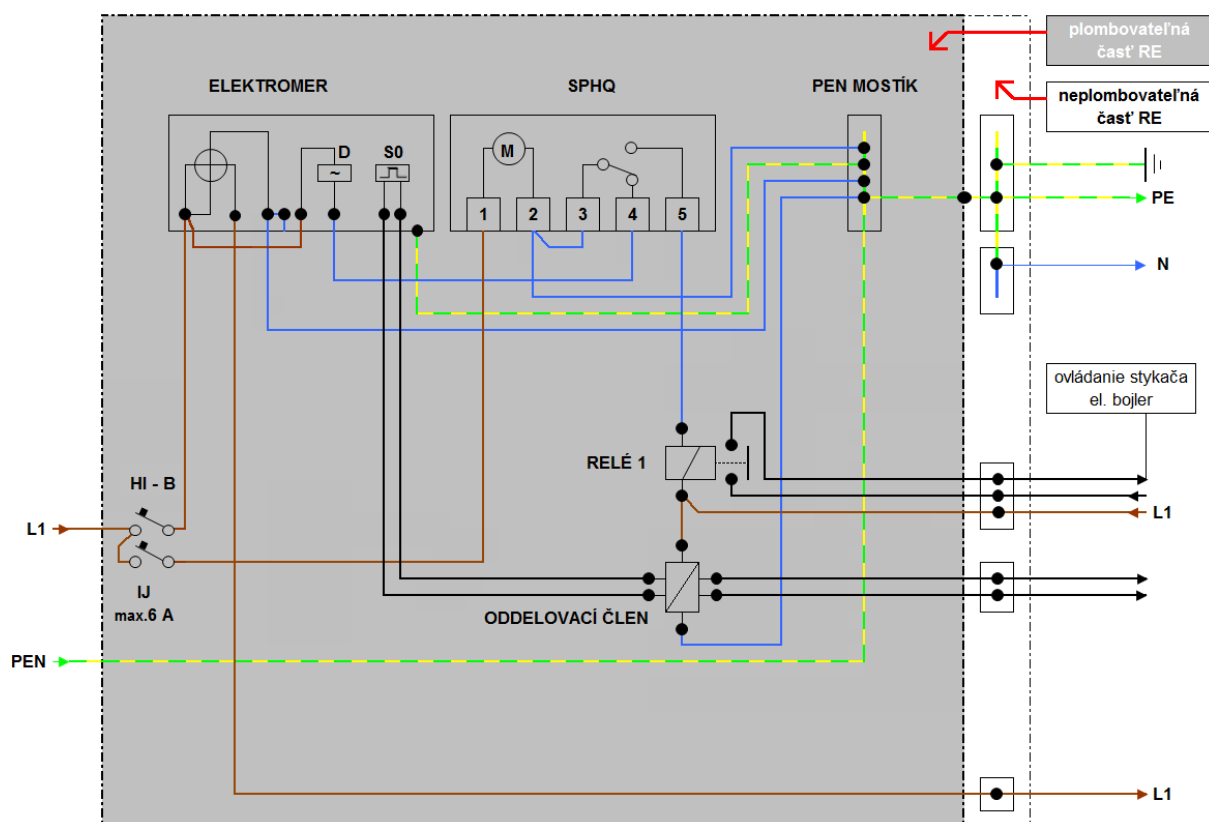 plombovateľná
časť RE
neplombovateľná
časť RE
ELEKTROMER
SPHQ
PEN MOSTÍK
D
S0
~
M
1
2
3
4
5
PE
N
ovládanie stykača
el. bojler
RELÉ 1
HI - B
L1
L1
IJ
max.6 A
ODDELOVACÍ ČLEN
PEN
L1